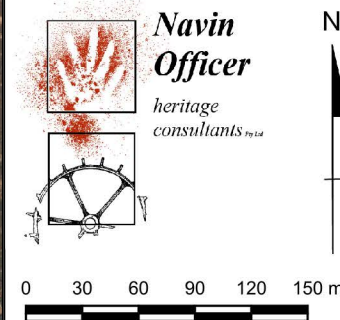 Navin
Officer
heritage
consultants Pty Ltd
N
0 30 60 90 120 150 m